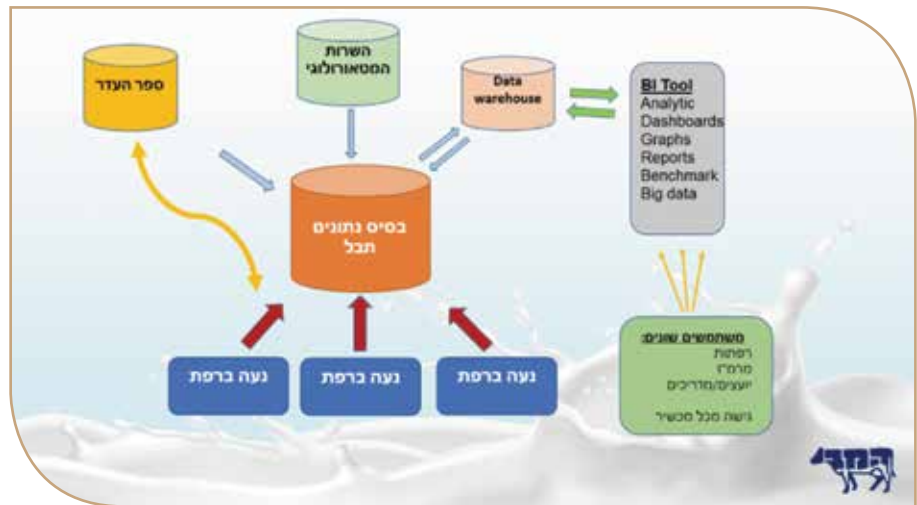 ספר העדר
השרות
המטאורולוגי
Data
warehouse
BI Tool
Analytic
Dashboards
Graphs
Reports
Benchmark
Big data
בסיס נתונים
תבל
נעה ברפת
נעה ברפת
נעה ברפת
משתמשים שונים:
רפתות
מרמ"ז
יועצים/מדריכים
גישה מכל מכשיר